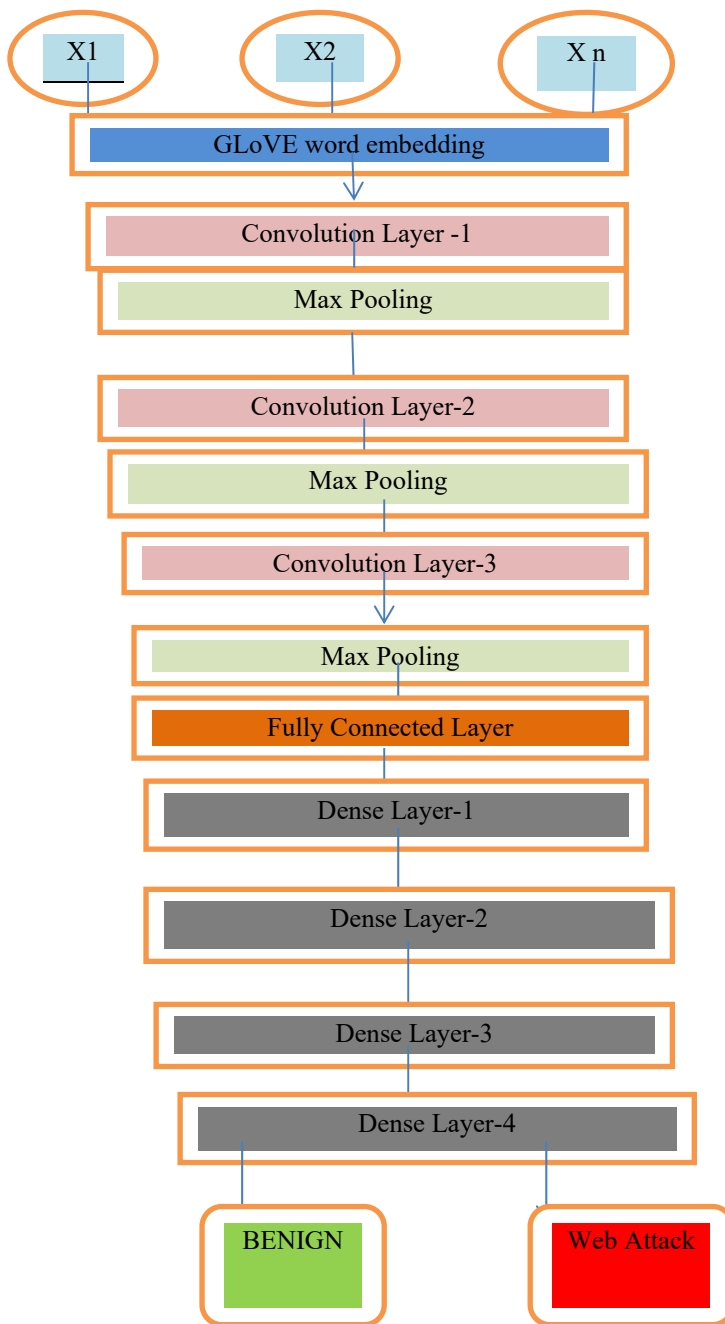 X1
X2
X n
GLoVE word embedding
Convolution Layer -1
Max Pooling
Convolution Layer-2
Max Pooling
Convolution Layer-3
Max Pooling
Fully Connected Layer
Dense Layer-1
Dense Layer-2
Dense Layer-3
Dense Layer-4
BENIGN
Web Attack